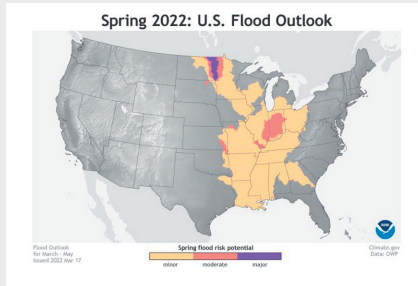 Spring 2022: U.S. Flood Outlook
Flood Outlook
for March - May
Issued 2022 Mar 17
Spring flood risk potential
minor moderate major
Climate.gov
Data: OWP